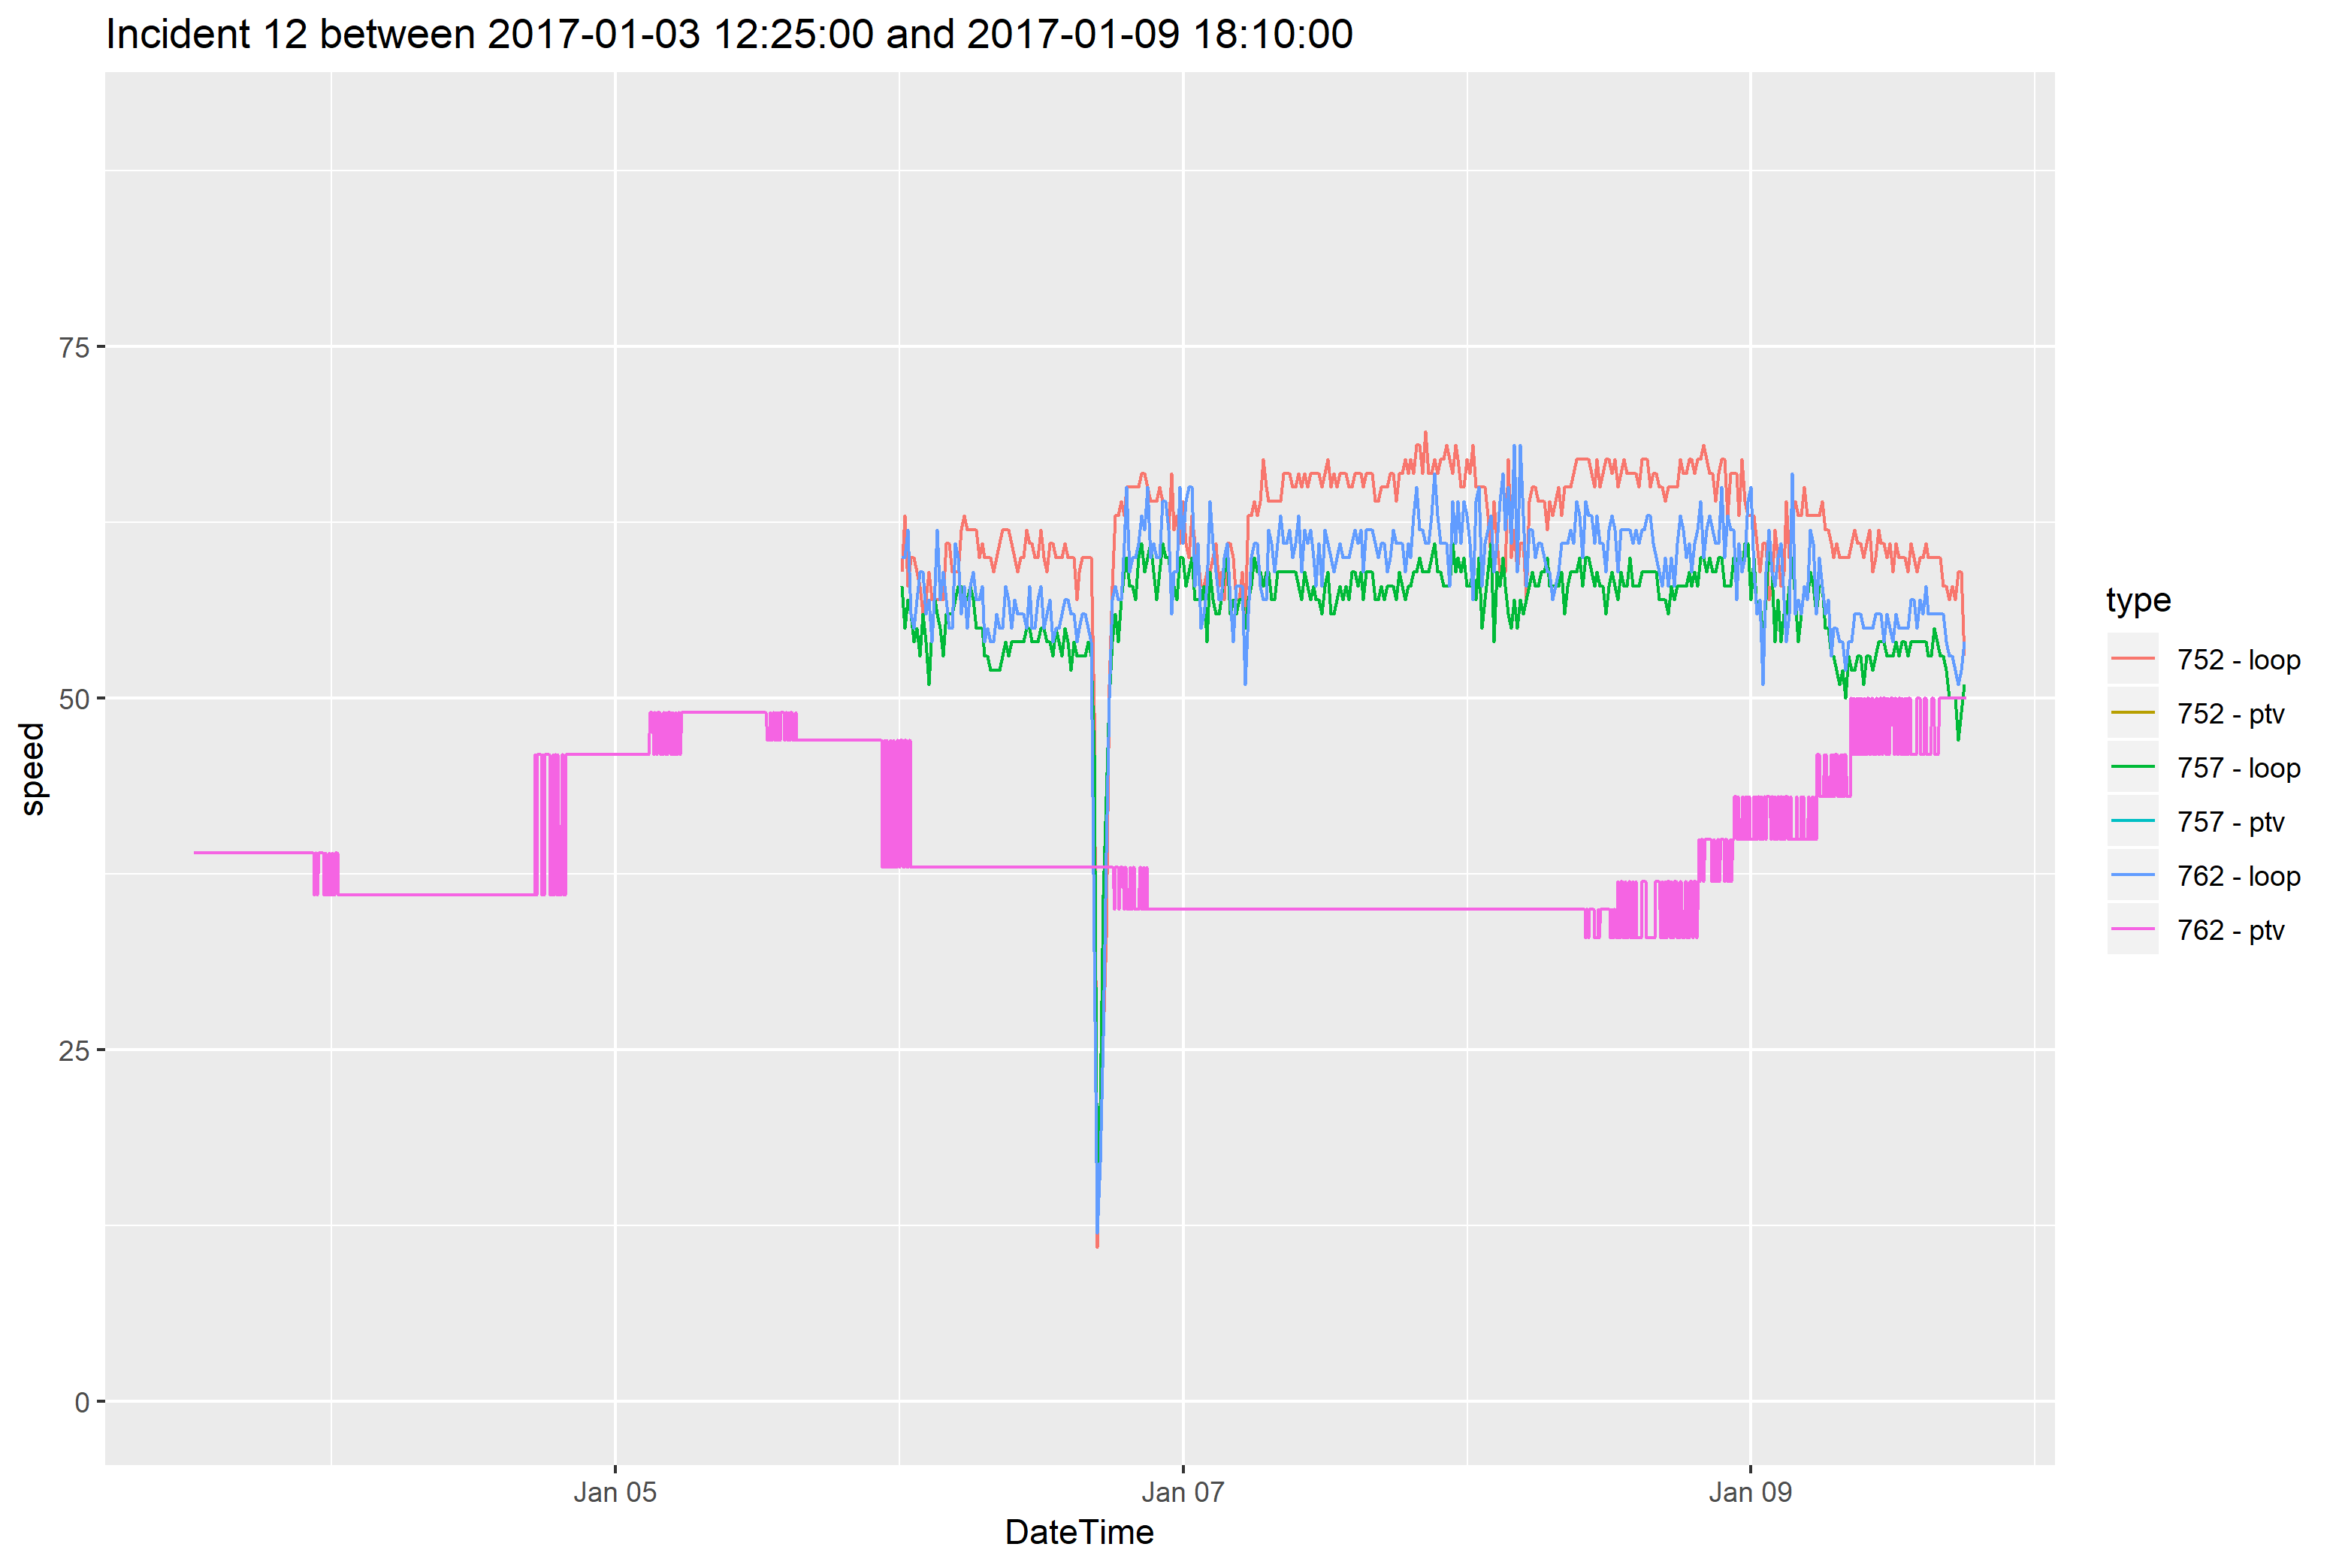 Incident 12 between 2017-01-03 12:25:00 and 2017-01-09 18:10:00
75
50
25
0
speed
Jan 05 Jan 07 Jan 09
DateTime
type
752 - loop
752 - ptv
757 - loop
757 - ptv
762 - loop
762 - ptv